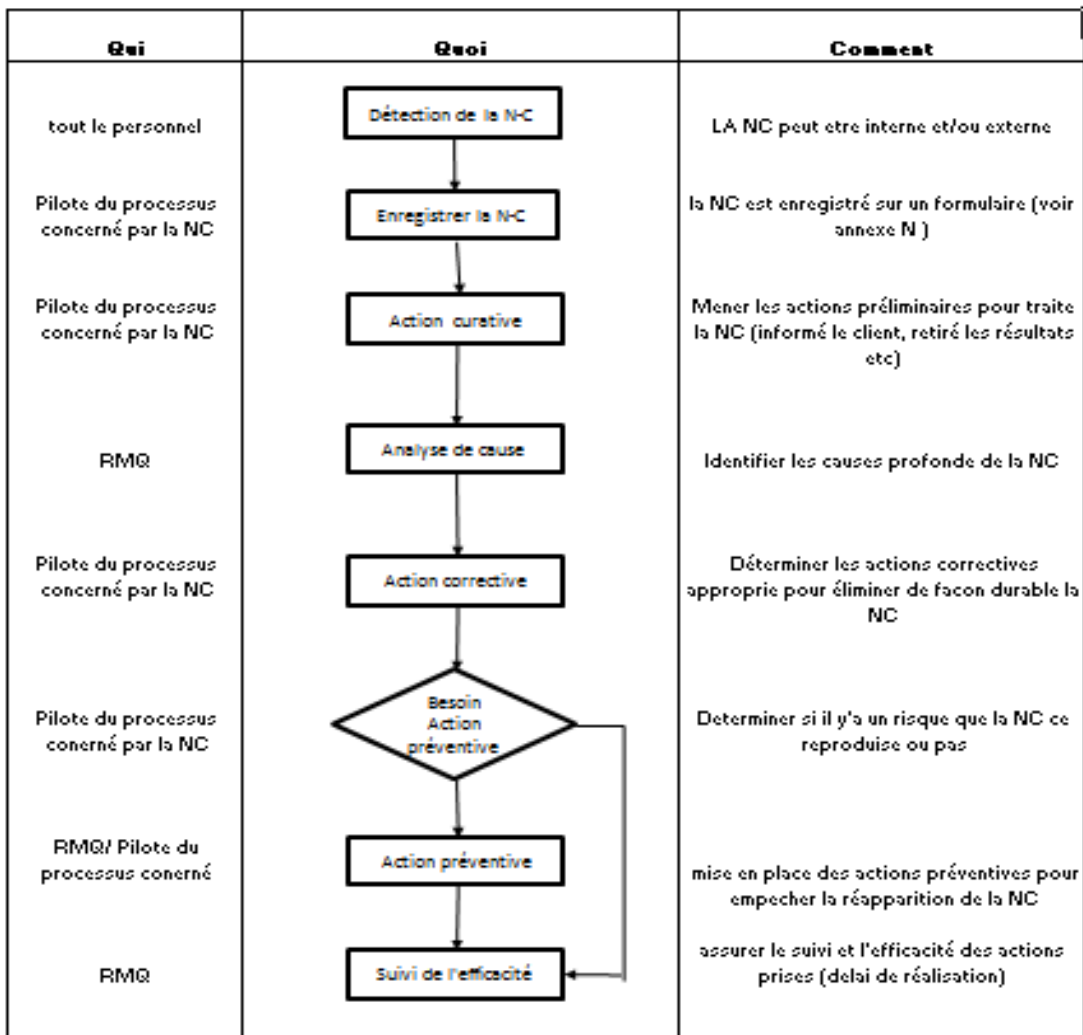 Qui
Quoi
Comment
tout le personnel
Détection de la N-C
LA NC peut etre interne et/ou externe
Pilote du processus
concerné par la NC
Enregistrer la N-C
la NC est enregistré sur un formulaire (voir
annexe N )
Pilote du processus
concerné par la NC
Action curative
Mener les actions préliminaires pour traite
la NC (informé le client, retiré les résultats
etc)
RMQ
Analyse de cause
Identifier les causes profonde de la NC
Pilote du processus
concerné par la NC
Action corrective
Déterminer les actions correctives
approprie pour éliminer de facon durable la
NC
Pilote du processus
conerné par la NC
Besoin
Action
préventive
Determiner si il y'a un risque que la NC ce
reproduise ou pas
RMQ/ Pilote du
processus conerné
Action préventive
mise en place des actions préventives pour
empecher la réapparition de la NC
RMQ
Suivi de l'efficacité
assurer le suivi et l'efficacité des actions
prises (delai de réalisation)